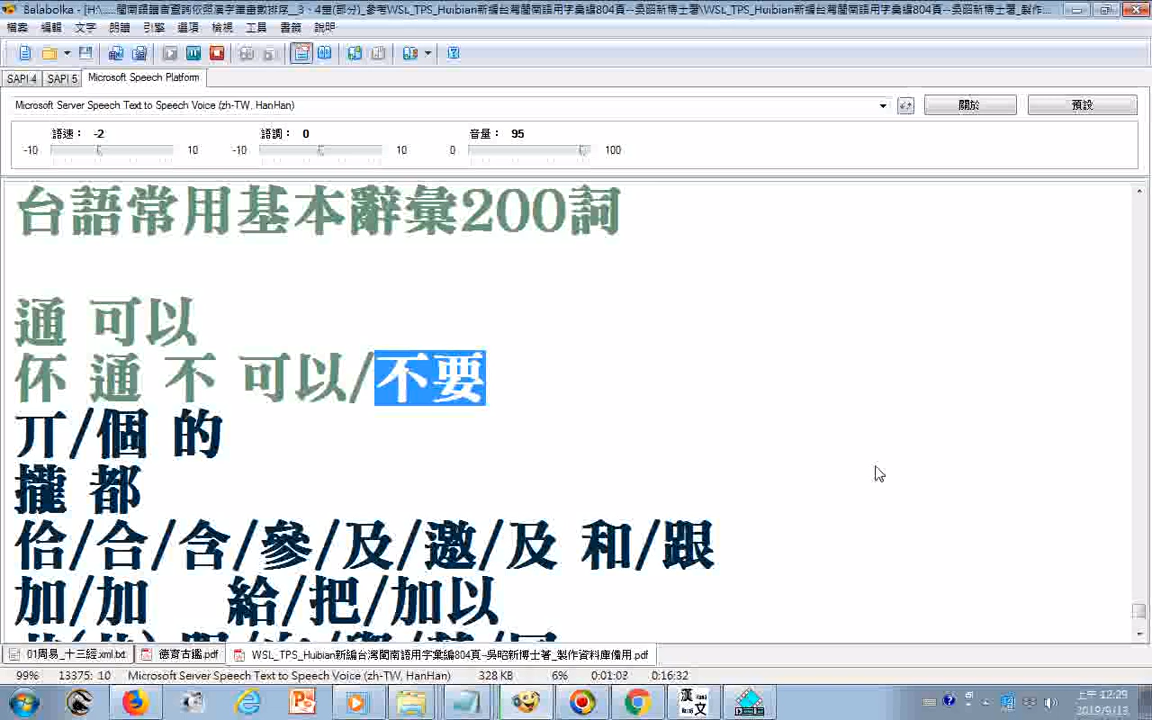 Balabolka - [H:\......閩南語讀音查詢依照漢字筆畫數排序_3、4畫(部分)_參考WSL_TPS_Huibian新編台灣閩南語用字彙編804頁--吳昭新博士署\WSL_TPS_Huibian新編台灣閩南語用字彙編804頁--吳昭新博士署_製作...
檔案 編輯 文字 朗讀 引擎 選項 檢視 工具 書籤 說明
SAPI 4 SAPI 5 Microsoft Speech Platform
Microsoft Server Speech Text to Speech Voice (zh-TW, HanHan) 關於 預設
語速： -2 語調： 0 音量： 95
-10 10 -10 10 0 100
台語常用基本辭彙200詞
通 可以
伓 通 不 可以/不要
丌/個 的
攏 都
佮/合/含/參/及/邀/及 和/跟
加/加 給/把/加以
01周易_十三經.xml.txt 德育古鑑.pdf WSL_TPS_Huibian新編台灣閩南語用字彙編804頁--吳昭新博士署_製作資料庫備用.pdf
99% 13375: 10 Microsoft Server Speech Text to Speech Voice (zh-TW, HanHan) 328 KB 6% 0:01:03 0:16:32
漢文 上午 12:29
2019/9/13